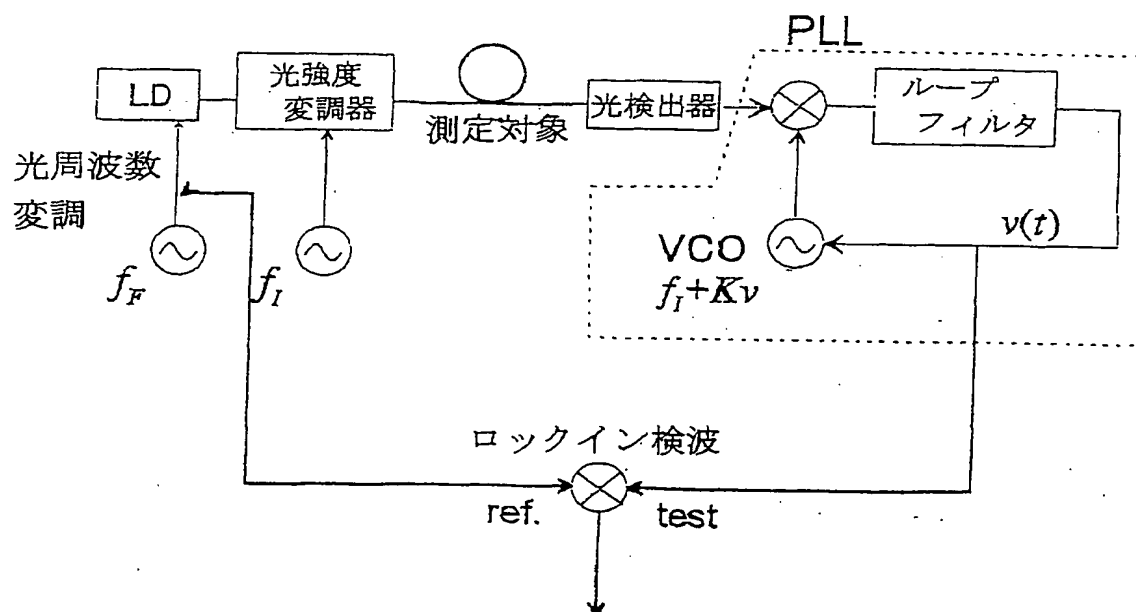 PLL
LD
光強度
変調器
測定対象
光検出器
ループ
フィルタ
光周波数
変調
f_F
f_I
VCO
f_I+Kv
v(t)
ロックイン検波
ref.
test